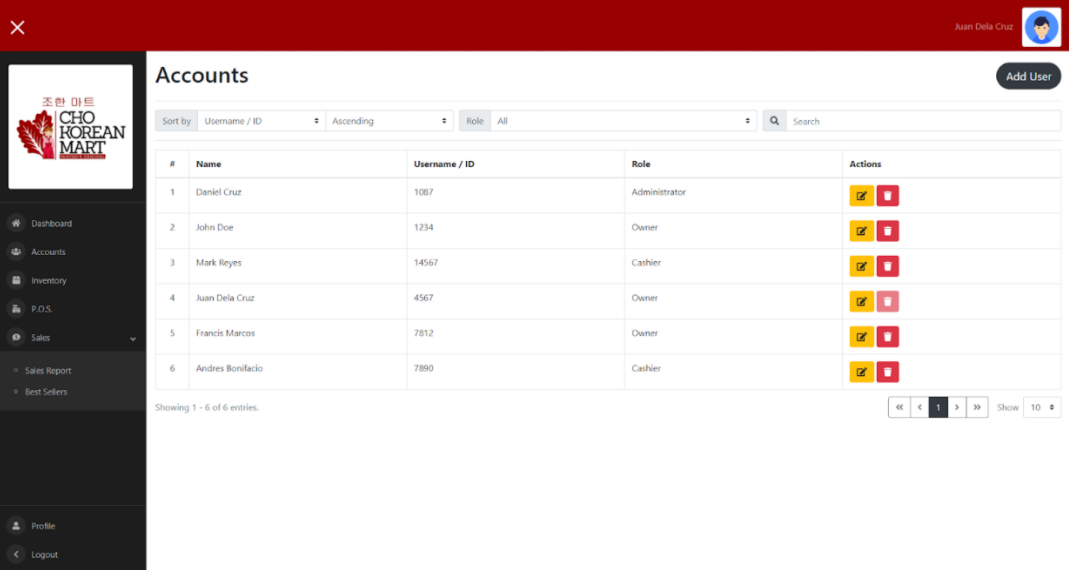 Juan Dela Cruz
조한 마트
CHO
KOREAN
MART
Dashboard
Accounts
Inventory
P.O.S.
Sales
Sales Report
Best Sellers
Profile
Logout
Accounts
Add User
Sort by Username / ID Ascending Role All Search
# Name Username / ID Role Actions
1 Daniel Cruz 1087 Administrator
2 John Doe 1234 Owner
3 Mark Reyes 14567 Cashier
4 Juan Dela Cruz 4567 Owner
5 Francis Marcos 7812 Owner
6 Andres Bonifacio 7890 Cashier
Showing 1 - 6 of 6 entries.
« ‹ 1 › » Show 10